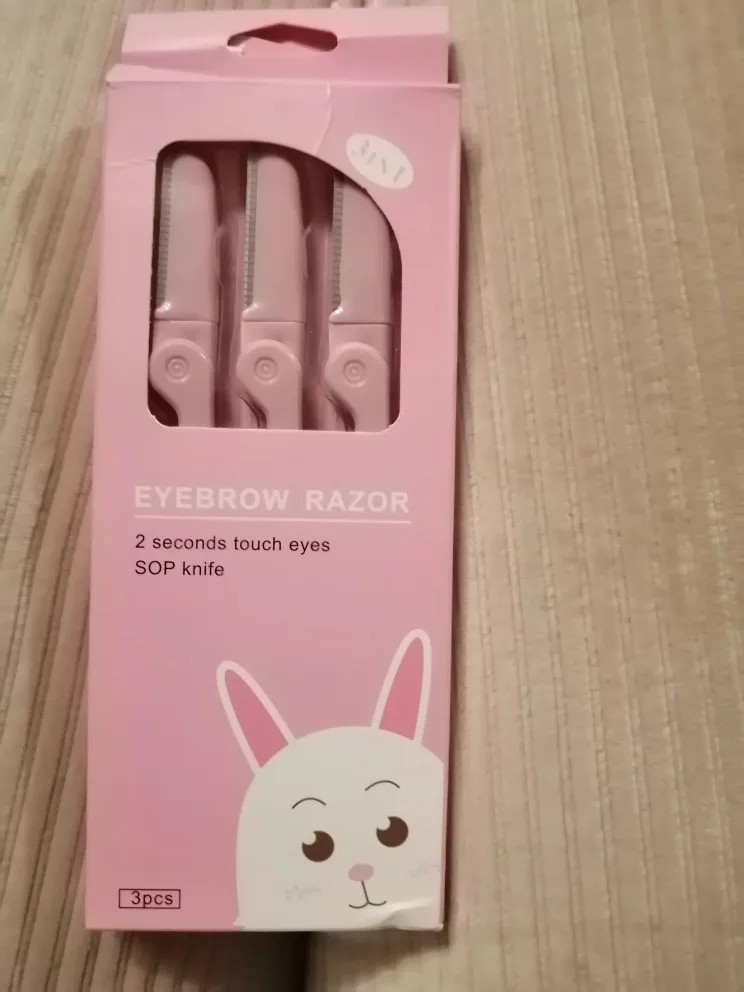 3IN1
EYEBROW RAZOR
2 seconds touch eyes
SOP knife
3pcs